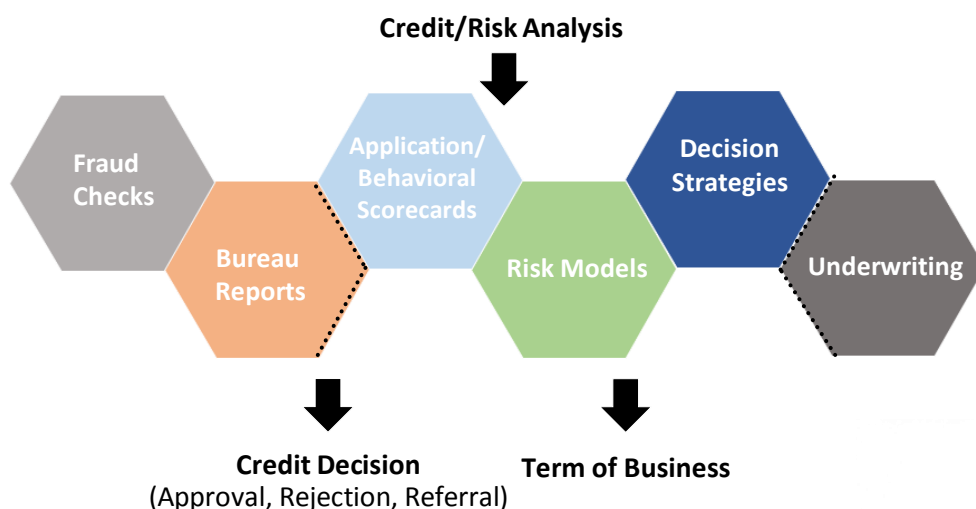 Credit/Risk Analysis
Fraud
Checks
Bureau
Reports
Application/
Behavioral
Scorecards
Risk Models
Decision
Strategies
Underwriting
Credit Decision
(Approval, Rejection, Referral)
Term of Business